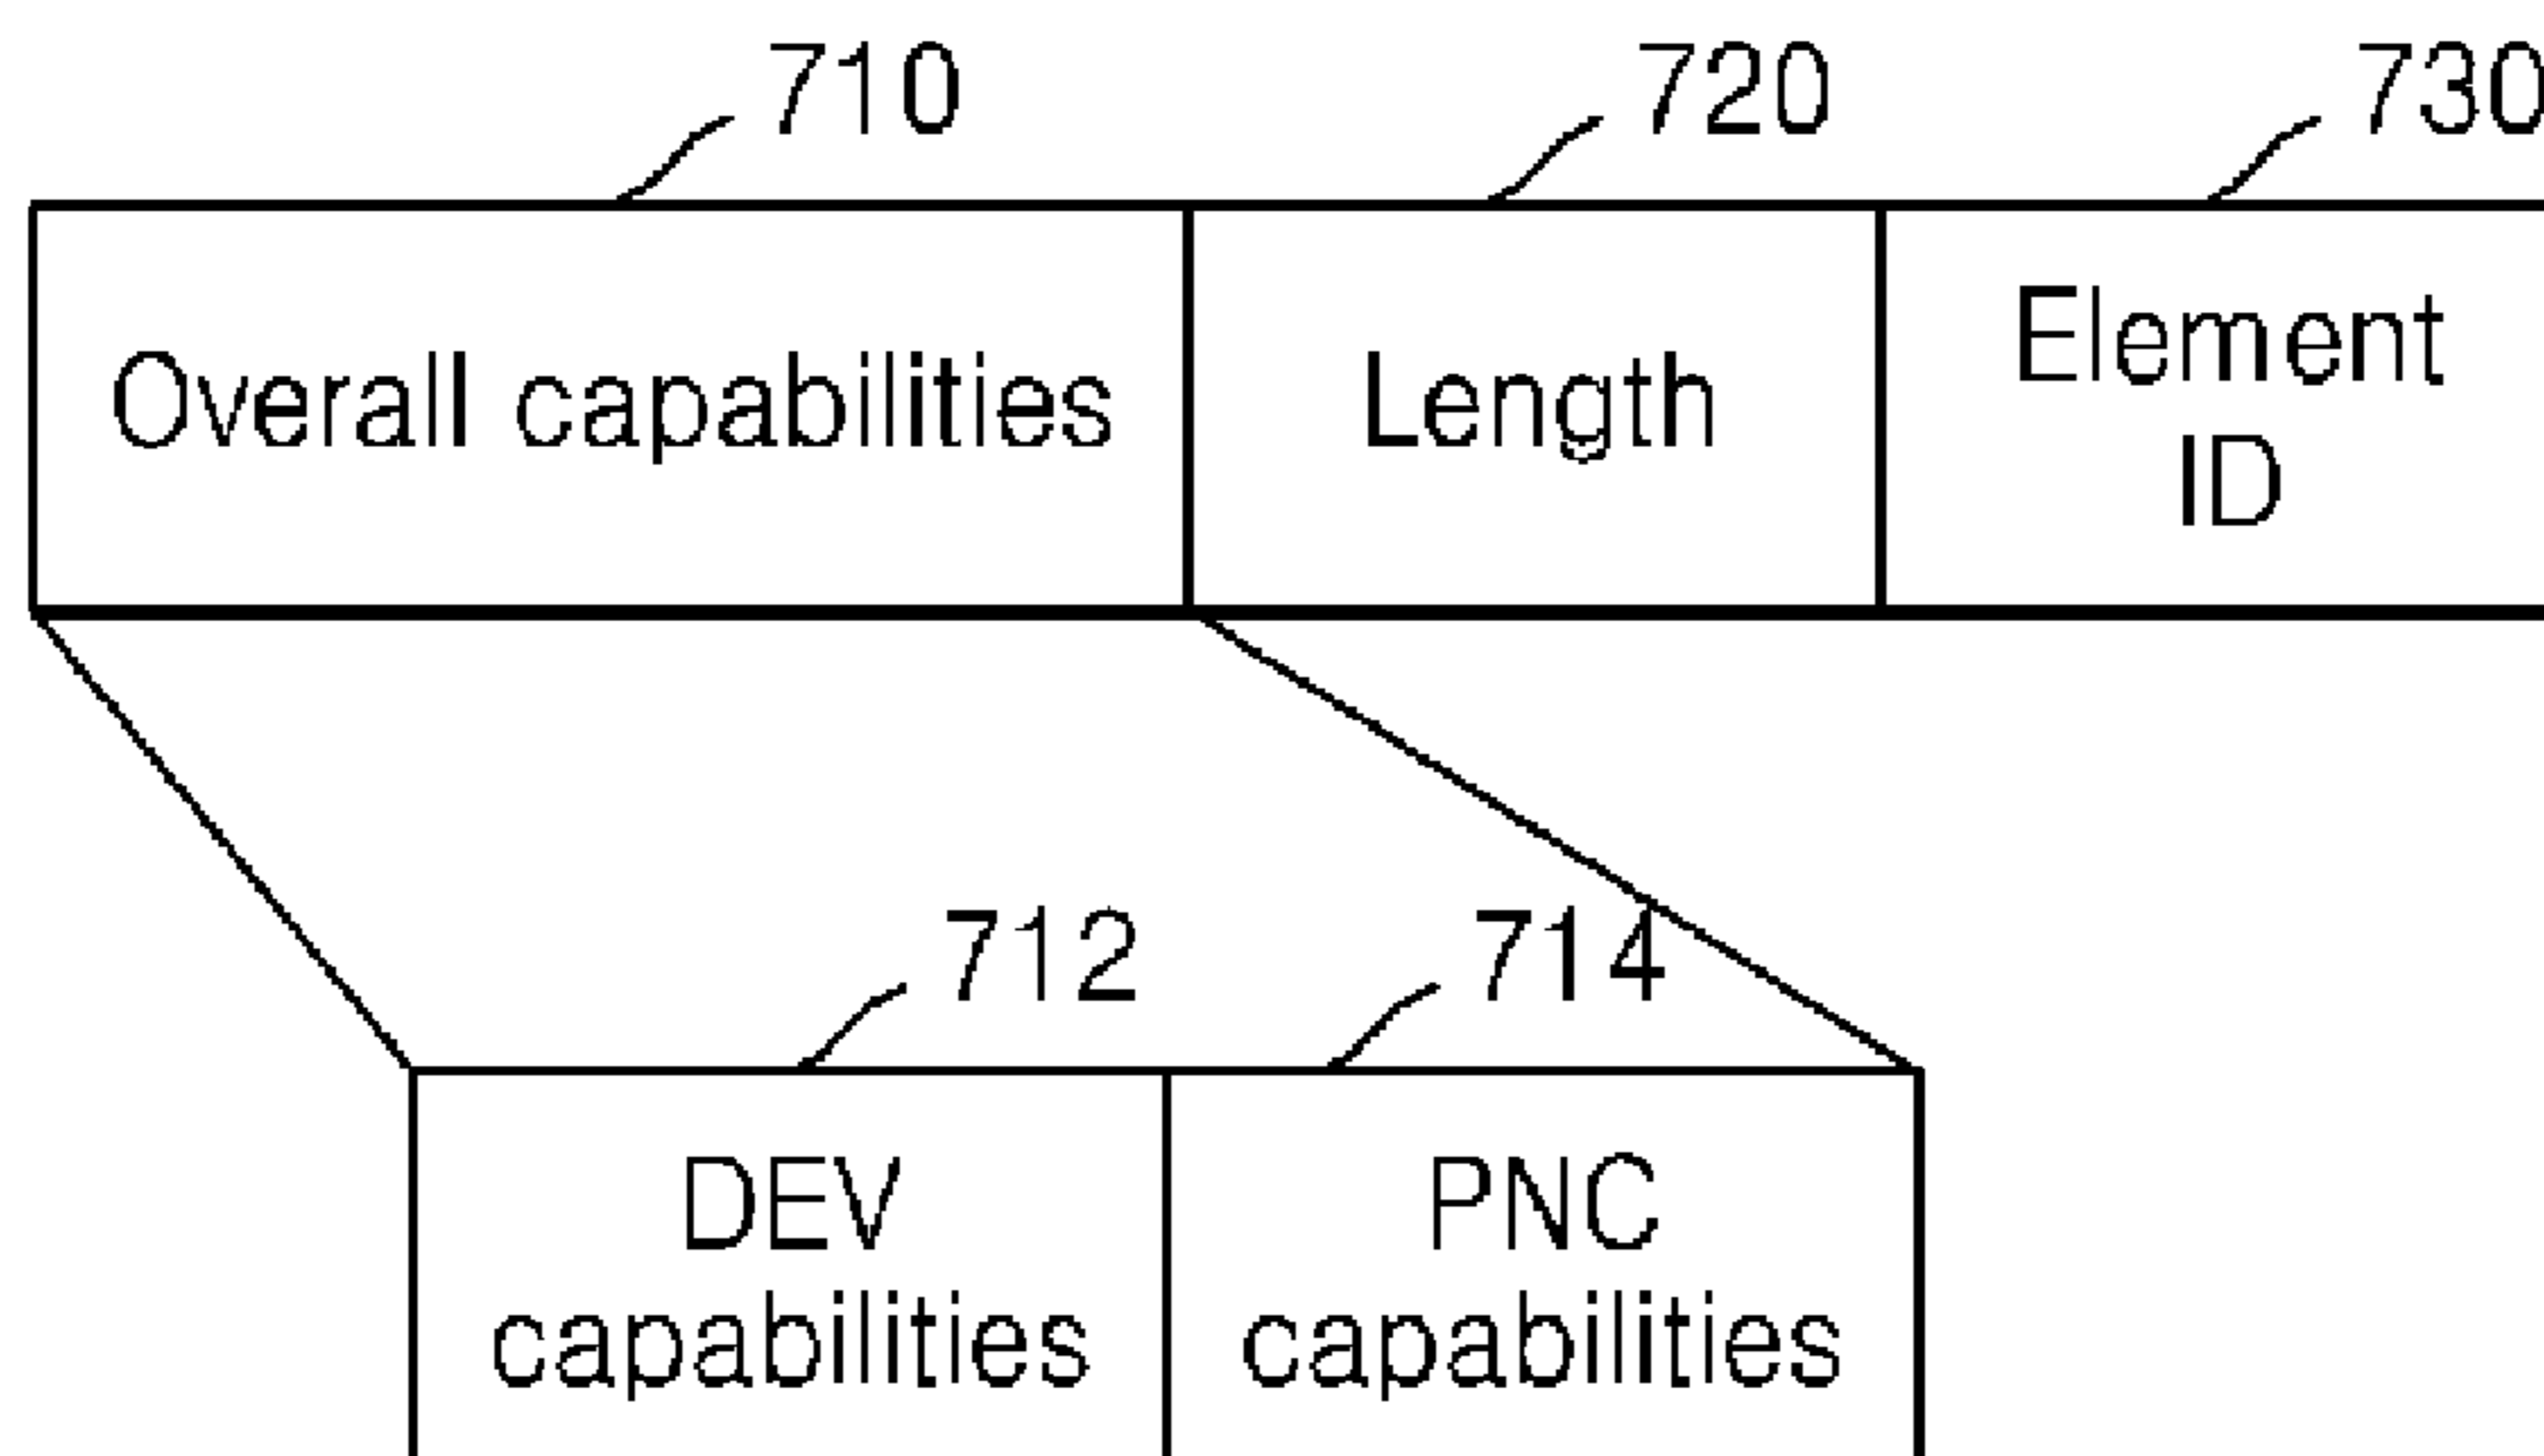 710 720 730
Overall capabilities
Length
Element
ID
712 714
DEV
capabilities
PNC
capabilities